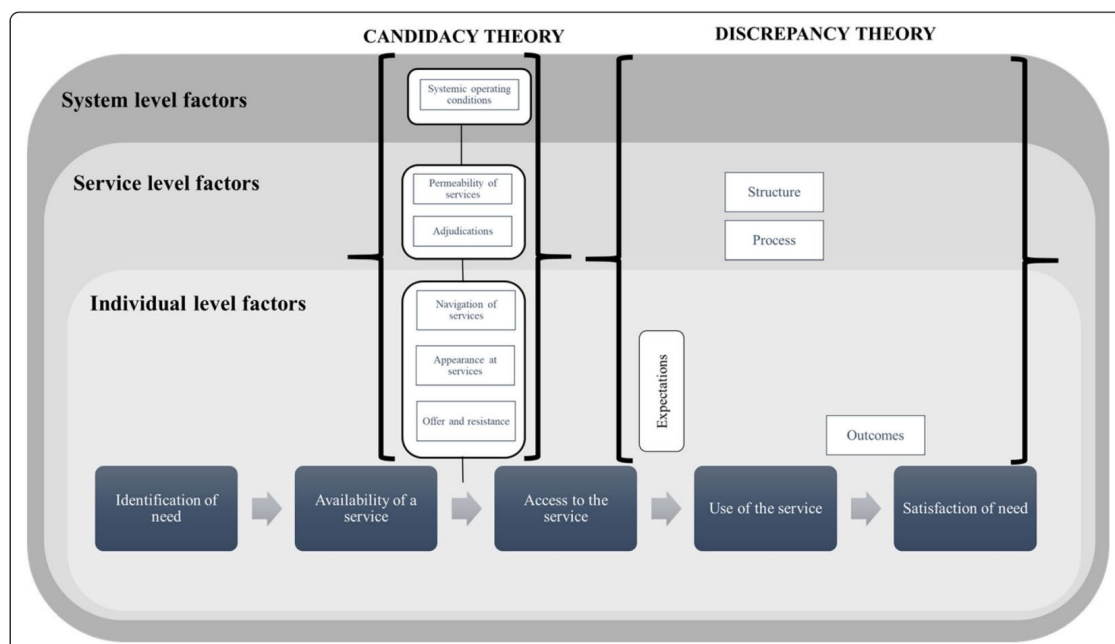 CANDIDACY THEORY
DISCREPANCY THEORY
System level factors
Systemic operating
conditions
Service level factors
Permeability of
services
Adjudications
Structure
Process
Individual level factors
Navigation of
services
Appearance at
services
Offer and resistance
Expectations
Outcomes
Identification of
need
Availability of a
service
Access to the
service
Use of the service
Satisfaction of need